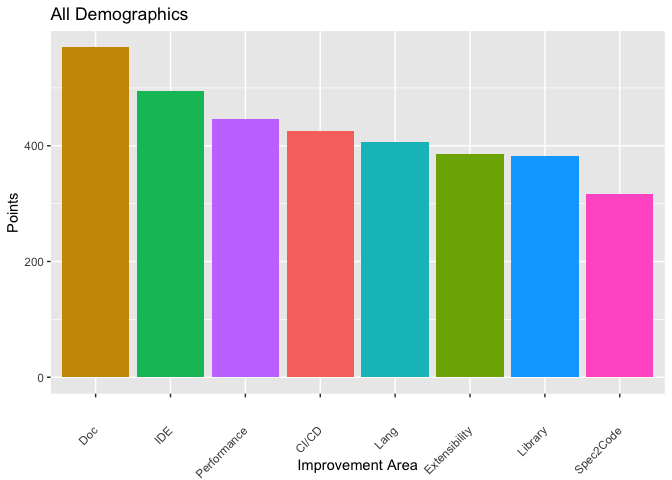 All Demographics
Points
400
200
0
Doc
IDE
Performance
CI/CD
Lang
Extensibility
Library
Spec2Code
Improvement Area